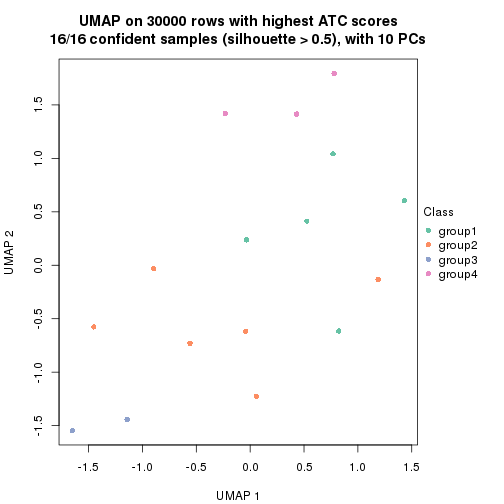 UMAP on 30000 rows with highest ATC scores
16/16 confident samples (silhouette > 0.5), with 10 PCs
UMAP 2
1.5
1.0
0.5
0.0
-0.5
-1.0
-1.5
-1.5
-1.0
-0.5
0.0
0.5
1.0
1.5
UMAP 1
Class
group1
group2
group3
group4